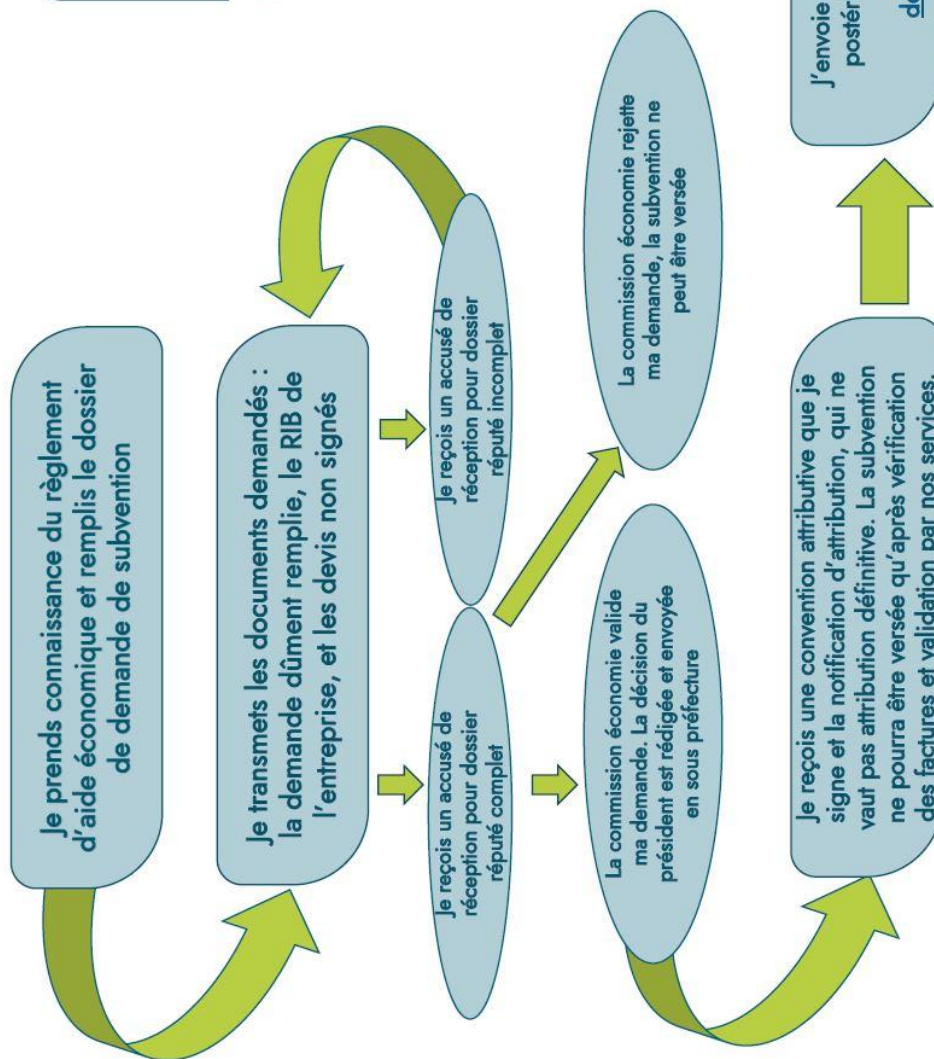 Je prends connaissance du règlement
d'aide économique et remplis le dossier
de demande de subvention
Je transmets les documents demandés :
la demande dûment remplie, le RIB de
l'entreprise, et les devis non signés
Je reçois un accusé de
réception pour dossier
réputé complet
Je reçois un accusé de
réception pour dossier
réputé incomplet
La commission économie valide
ma demande. La décision du
président est rédigée et envoyée
en sous préfecture
La commission économie rejette
ma demande, la subvention ne
peut être versée
Je reçois une convention attributive que je
signe et la notification d'attribution, qui ne
vaut pas attribution définitive. La subvention
ne pourra être versée qu'après vérification
des factures et validation par nos services.
J'envoie
postér
de